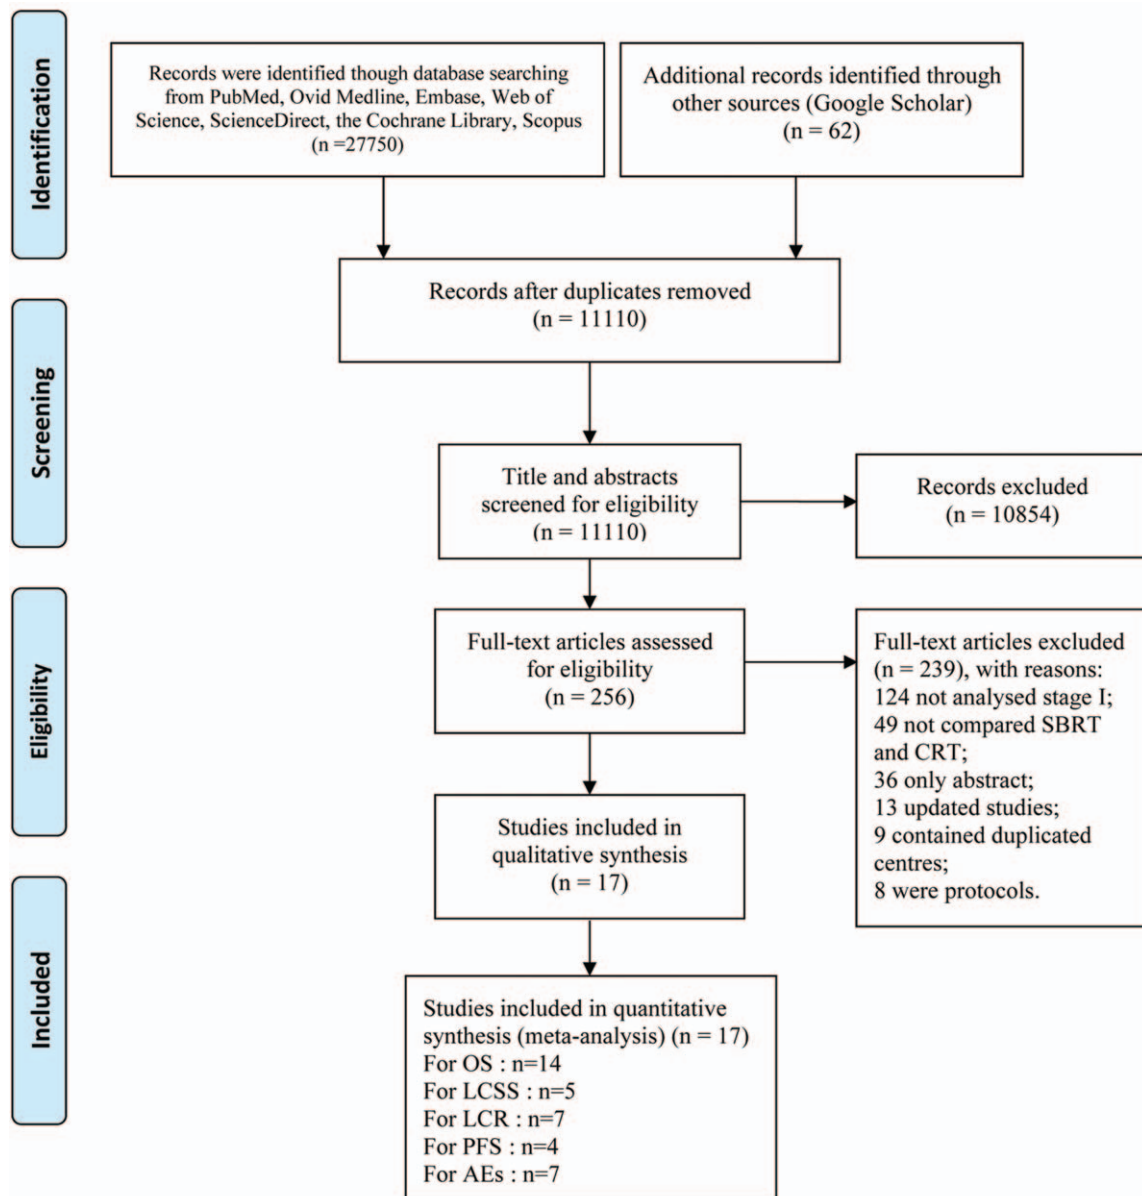 Identification
Records were identified though database searching
from PubMed, Ovid Medline, Embase, Web of
Science, ScienceDirect, the Cochrane Library, Scopus
(n =27750)
Additional records identified through
other sources (Google Scholar)
(n = 62)
Records after duplicates removed
(n = 11110)
Screening
Title and abstracts
screened for eligibility
(n = 11110)
Records excluded
(n = 10854)
Eligibility
Full-text articles assessed
for eligibility
(n = 256)
Full-text articles excluded
(n = 239), with reasons:
124 not analysed stage I;
49 not compared SBRT
and CRT;
36 only abstract;
13 updated studies;
9 contained duplicated
centres;
8 were protocols.
Studies included in
qualitative synthesis
(n = 17)
Included
Studies included in quantitative
synthesis (meta-analysis) (n = 17)
For OS : n=14
For LCSS : n=5
For LCR : n=7
For PFS : n=4
For AEs : n=7